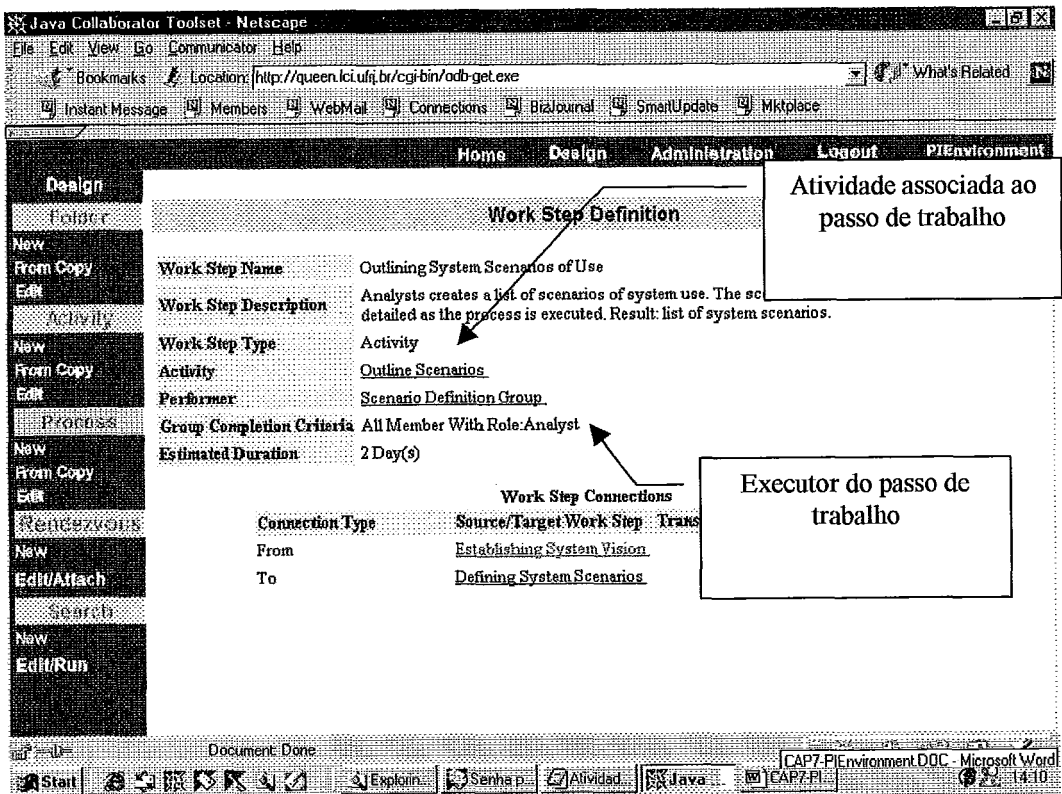 Java Collaborator Toolset - Netscape
File Edit View Go Communicator Help
Bookmarks Location: http://queen.lci.ufrj.br/cgi-bin/odb-get.exe What's Related
Instant Message Members WebMail Connections BizJournal SmartUpdate Mktplace
Home Design Administration Logout PIEnvironment
Design
Folder
New
From Copy
Edit
Activity
New
From Copy
Edit
Process
New
From Copy
Edit
Rendezvous
New
Edit/Attach
Search
New
Edit/Run
Work Step Definition
Work Step Name Outlining System Scenarios of Use
Work Step Description Analysts creates a list of scenarios of system use. The sc
detailed as the process is executed. Result: list of system scenarios.
Work Step Type Activity
Activity Outline Scenarios
Performer Scenario Definition Group
Group Completion Criteria All Member With Role:Analyst
Estimated Duration 2 Day(s)
Work Step Connections
Connection Type Source/Target Work Step Trans
From Establishing System Vision
To Defining System Scenarios
Atividade associada ao
passo de trabalho
Executor do passo de
trabalho
Document: Done
CAP7-PIEnvironment.DOC - Microsoft Word
Start Explorin... Senha p... Atividad... Java ... CAP7-PI... 14:10